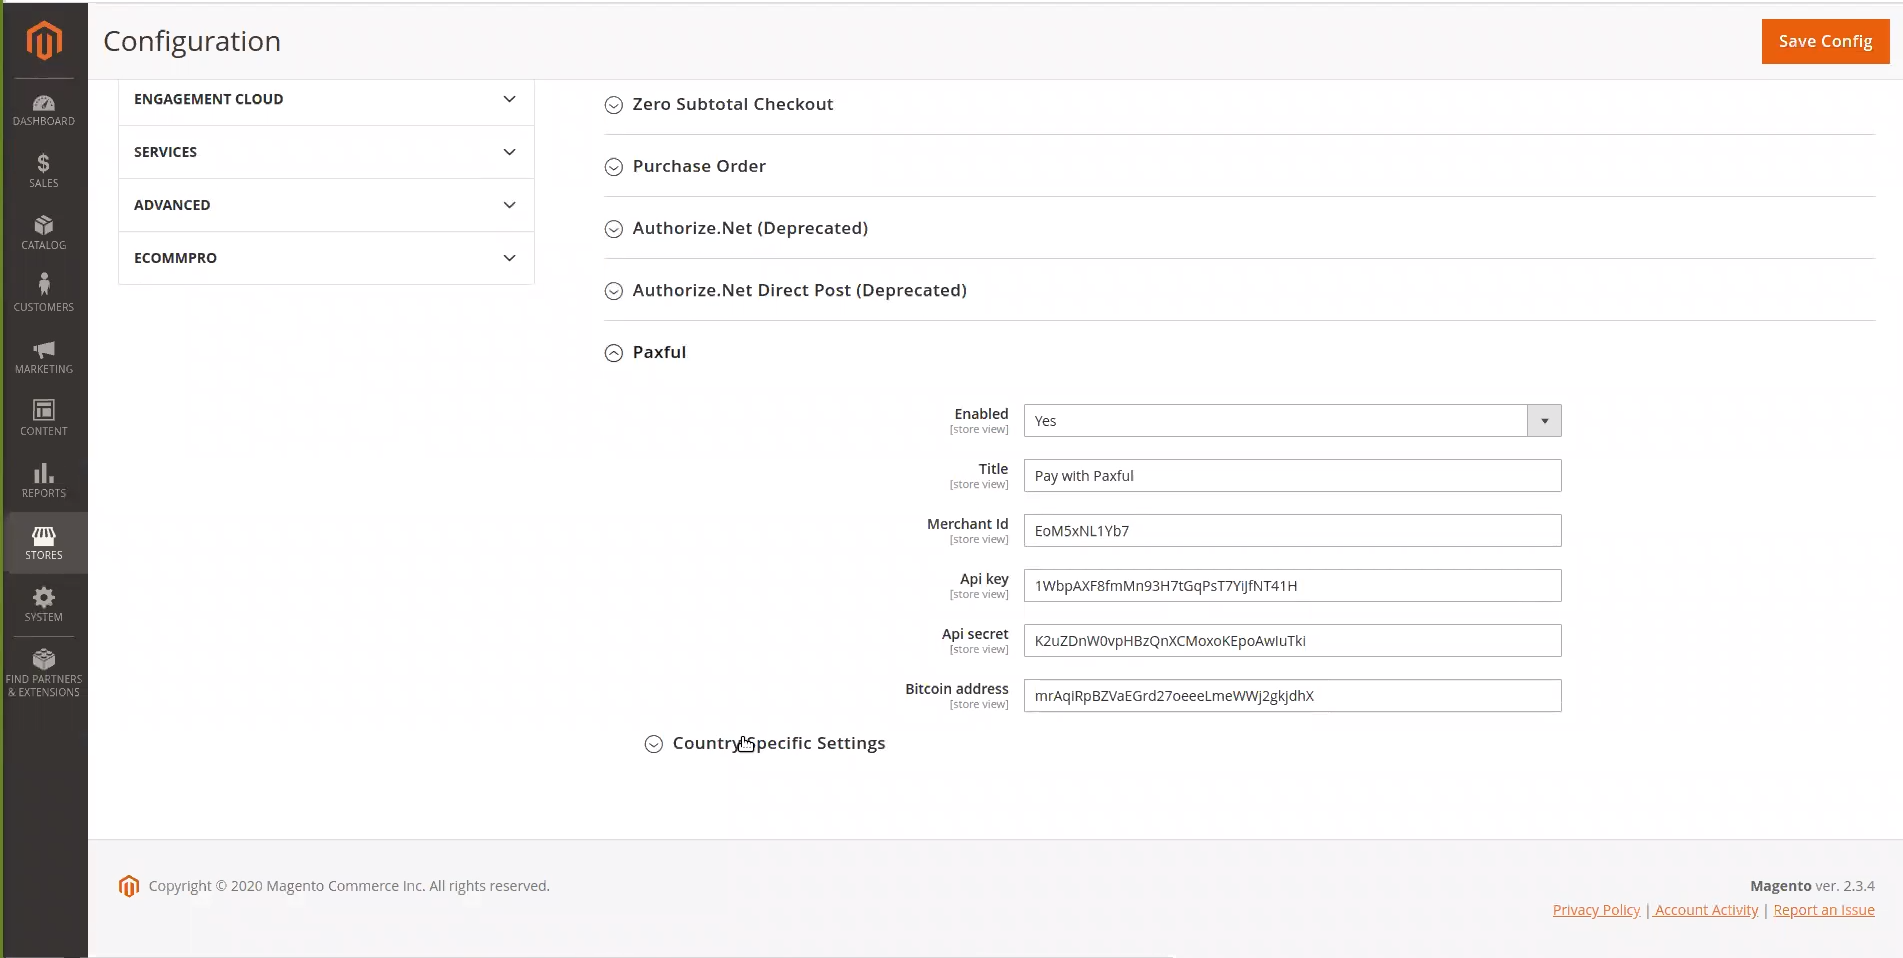 Configuration
Save Config
DASHBOARD
SALES
CATALOG
CUSTOMERS
MARKETING
CONTENT
REPORTS
STORES
SYSTEM
FIND PARTNERS
& EXTENSIONS
ENGAGEMENT CLOUD
SERVICES
ADVANCED
ECOMMPRO
Zero Subtotal Checkout
Purchase Order
Authorize.Net (Deprecated)
Authorize.Net Direct Post (Deprecated)
Paxful
Enabled
[store view]
Yes
Title
[store view]
Pay with Paxful
Merchant Id
[store view]
EoM5xNL1Yb7
Api key
[store view]
1WbpAXF8fmMn93H7tGqPsT7YiJfNT41H
Api secret
[store view]
K2uZDnW0vpHBzQnXCMoxoKEpoAwIuTki
Bitcoin address
[store view]
mrAqiRpBZVaEGrd27oeeeLmeWWj2gkjdhX
Country Specific Settings
Copyright © 2020 Magento Commerce Inc. All rights reserved.
Magento ver. 2.3.4
Privacy Policy | Account Activity | Report an Issue